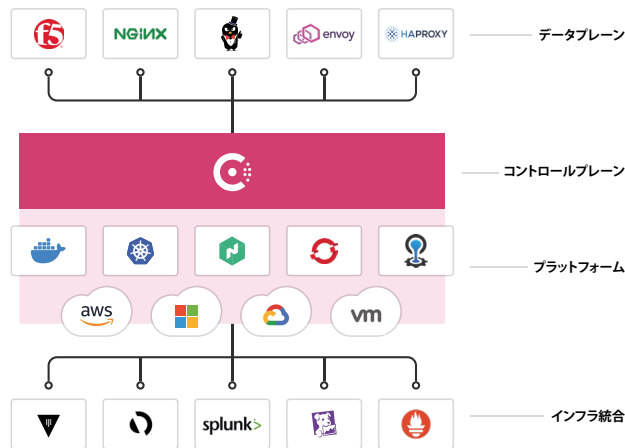 f5
NGINX
envoy
HAPROXY
データプレーン
コントロールプレーン
プラットフォーム
aws
vm
splunk>
インフラ統合